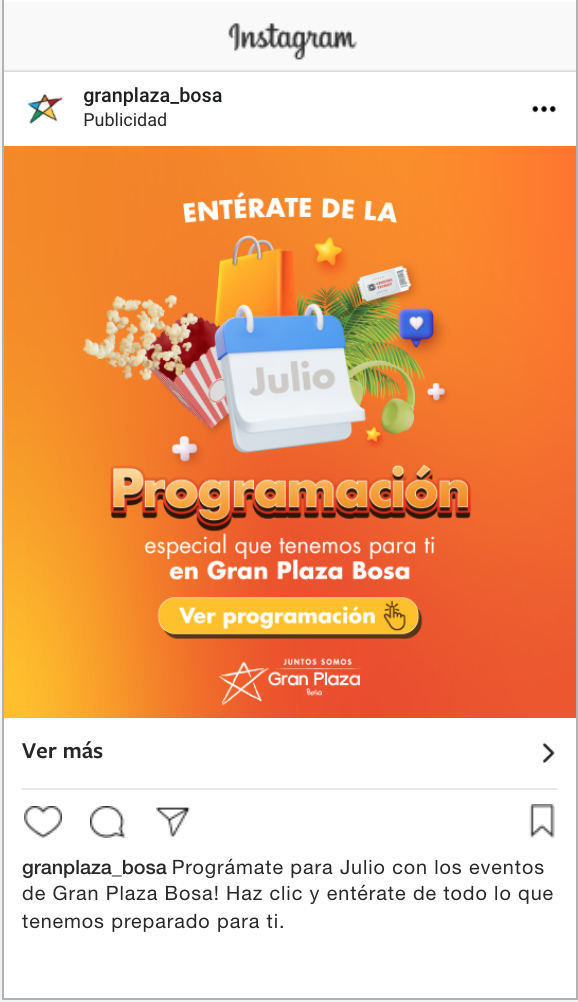 Instagram
granplaza_bosa
Publicidad
ENTÉRATE DE LA
Julio
Programación
especial que tenemos para ti
en Gran Plaza Bosa
Ver programación
JUNTOS SOMOS
Gran Plaza
Bosa
Ver más
granplaza_bosa Prográmate para Julio con los eventos
de Gran Plaza Bosa! Haz clic y entérate de todo lo que
tenemos preparado para ti.